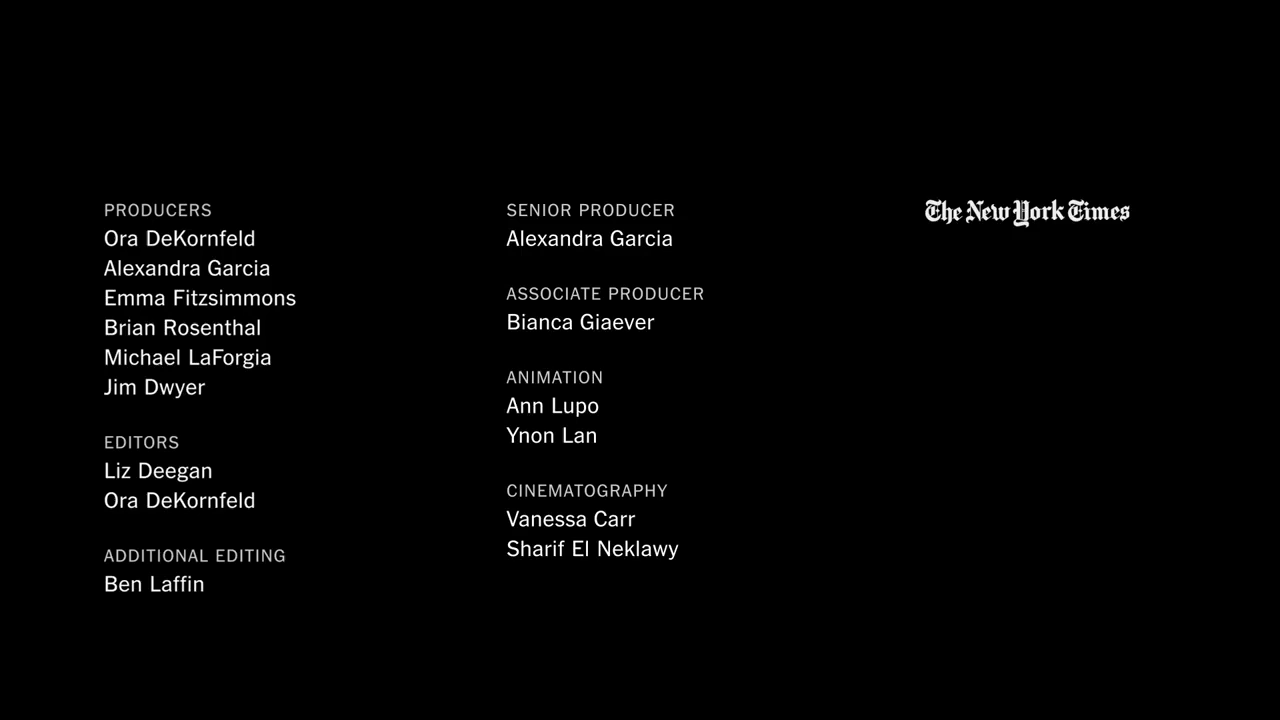 PRODUCERS
Ora DeKornfeld
Alexandra Garcia
Emma Fitzsimmons
Brian Rosenthal
Michael LaForgia
Jim Dwyer
EDITORS
Liz Deegan
Ora DeKornfeld
ADDITIONAL EDITING
Ben Laffin
SENIOR PRODUCER
Alexandra Garcia
ASSOCIATE PRODUCER
Bianca Giaever
ANIMATION
Ann Lupo
Ynon Lan
CINEMATOGRAPHY
Vanessa Carr
Sharif El Neklawy
The New York Times